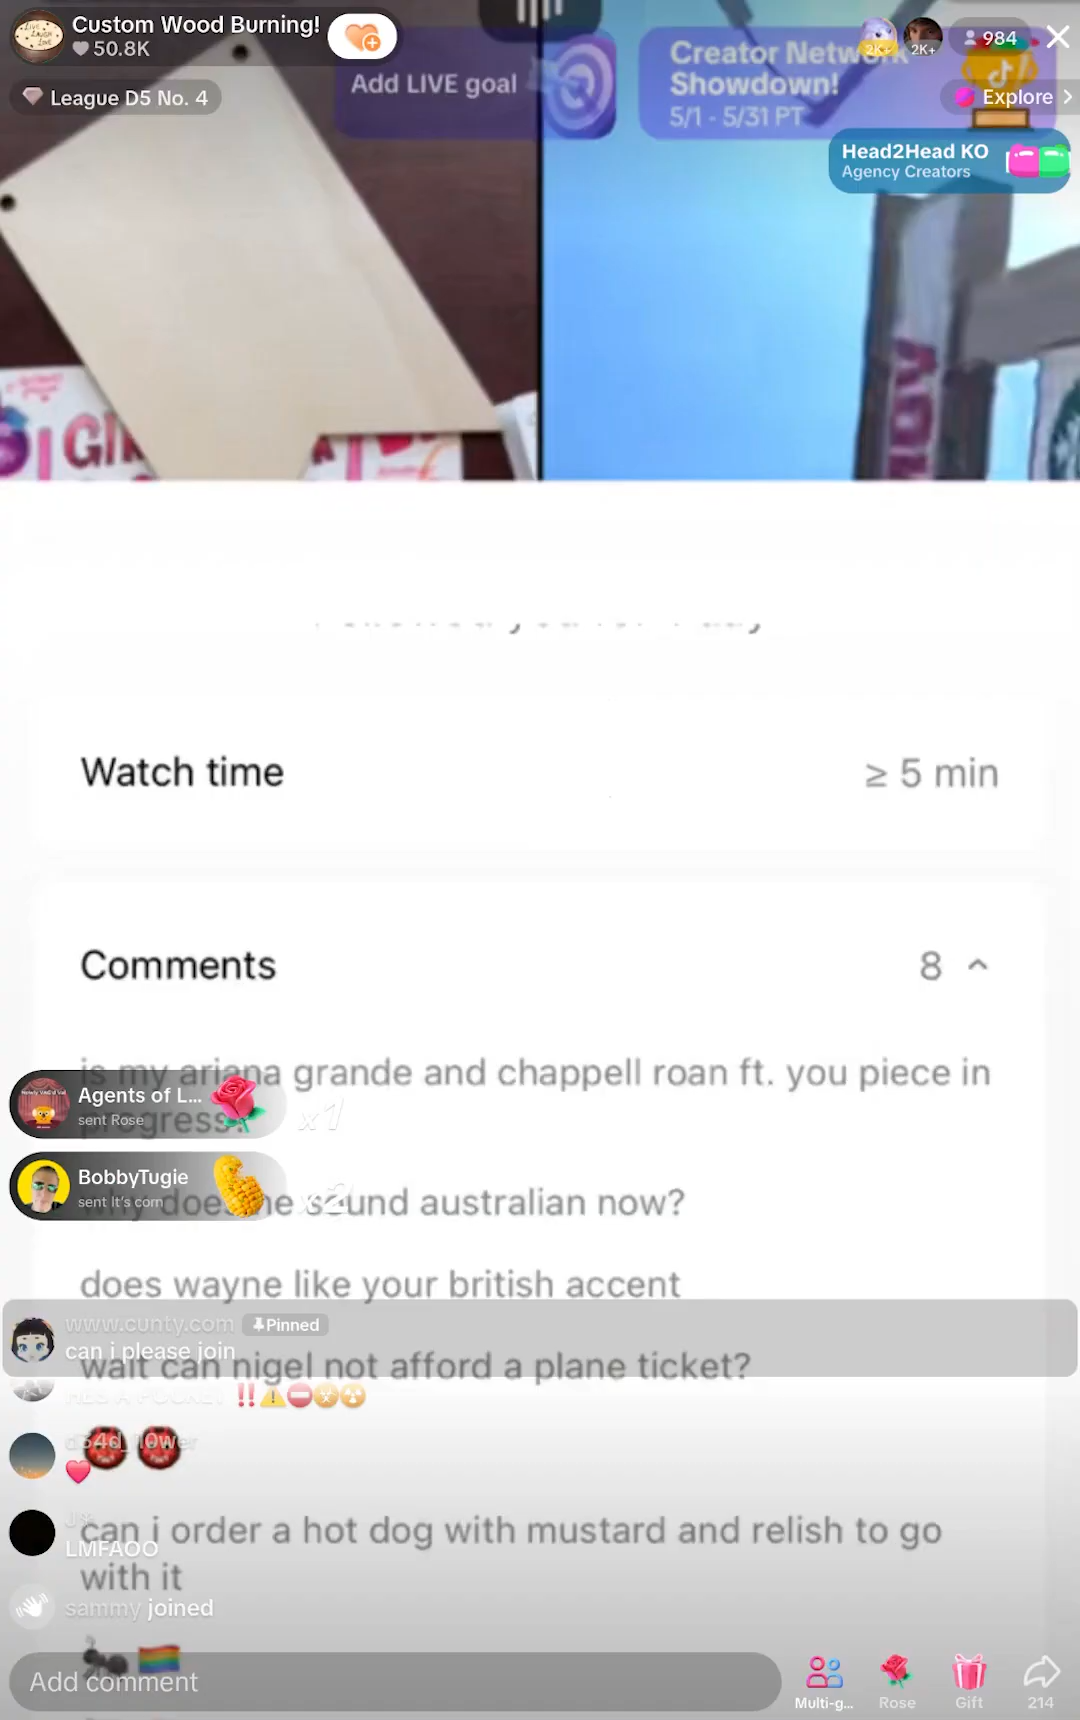 Custom Wood Burning!
50.8K
2K+
2K+
984
League D5 No. 4
Add LIVE goal
Creator Network
Showdown!
5/1 - 5/31 PT
Explore
Head2Head KO
Agency Creators
Watch time
≥ 5 min
Comments
8
is my ariana grande and chappell roan ft. you piece in
progress?
Agents of L...
sent Rose
x1
BobbyTugie
sent It's corn
x2
why does he sound australian now?
does wayne like your british accent
www.cunty.com
Pinned
can i please join
wait can nigel not afford a plane ticket?
HES A POCKET ‼️⚠️⛔☣️☢️
👹 👹
❤️
can i order a hot dog with mustard and relish to go
with it
LMFAOO
sammy joined
🐜 🏳️‍🌈
Add comment
Multi-g...
Rose
Gift
214